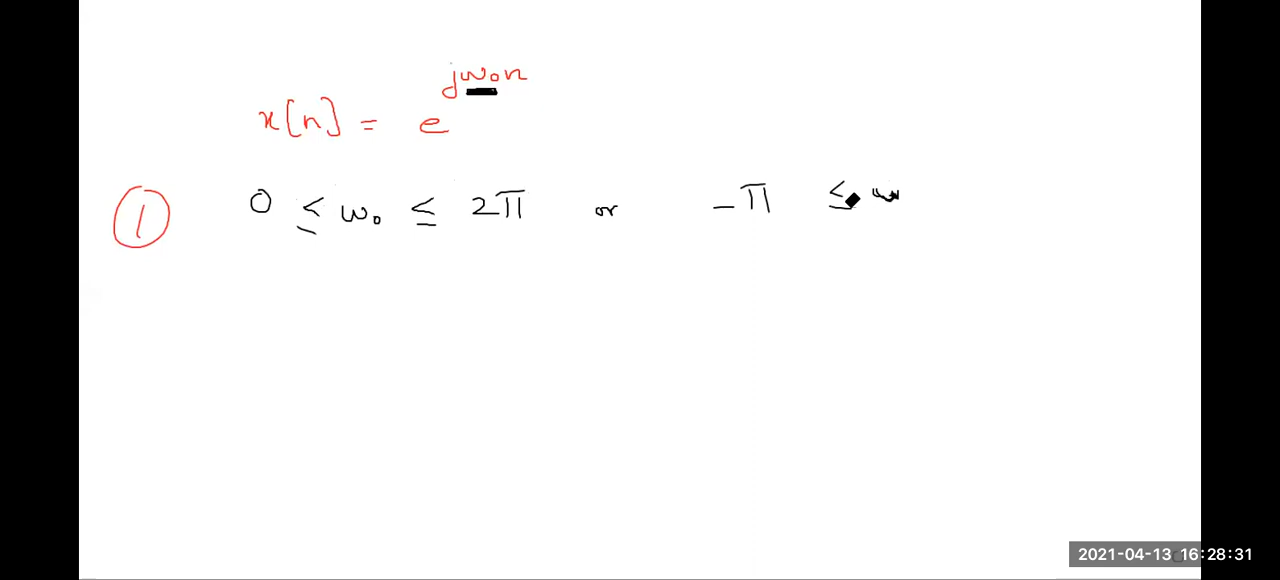 x[n] = e^{jω₀n}
① 0 ≤ ω₀ ≤ 2π or -π ≤ ω
2021-04-13 16:28:31